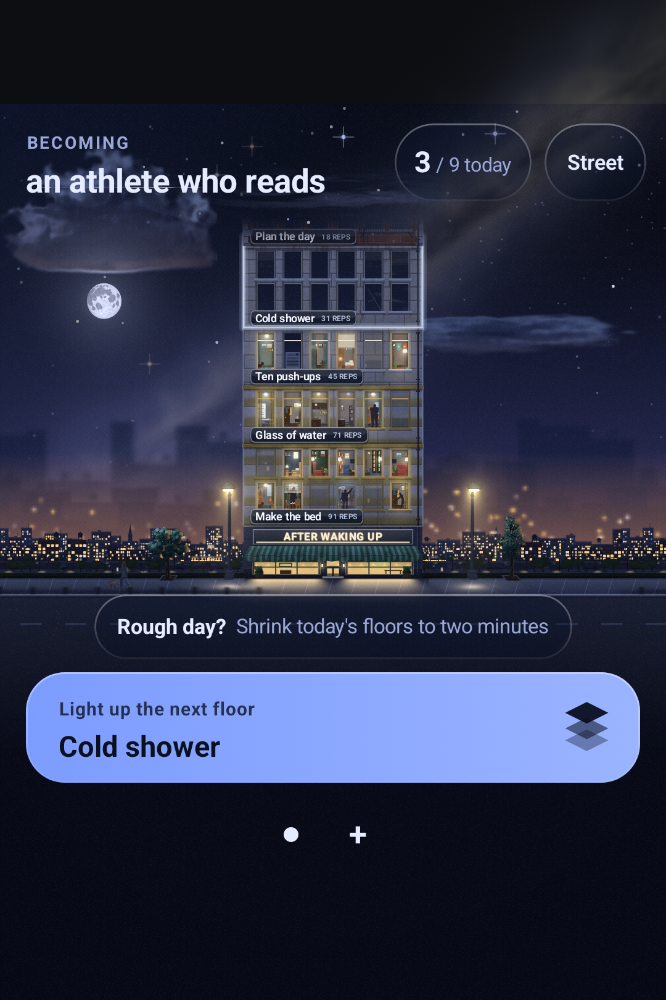 BECOMING
an athlete who reads
3 / 9 today
Street
Plan the day 18 REPS
Cold shower 31 REPS
Ten push-ups 45 REPS
Glass of water 71 REPS
Make the bed 91 REPS
AFTER WAKING UP
Rough day? Shrink today's floors to two minutes
Light up the next floor
Cold shower